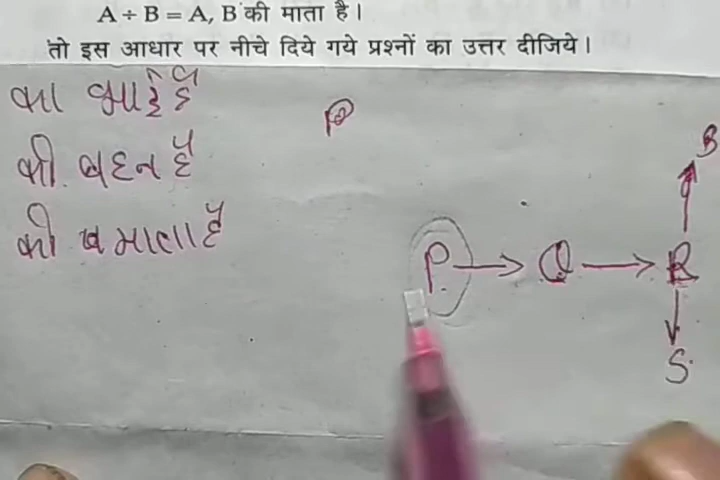 A ÷ B = A, B की माता है।
तो इस आधार पर नीचे दिये गये प्रश्नों का उत्तर दीजिये।
का भाई है
की बहन है
की माता है
P
B
P → Q → R
S